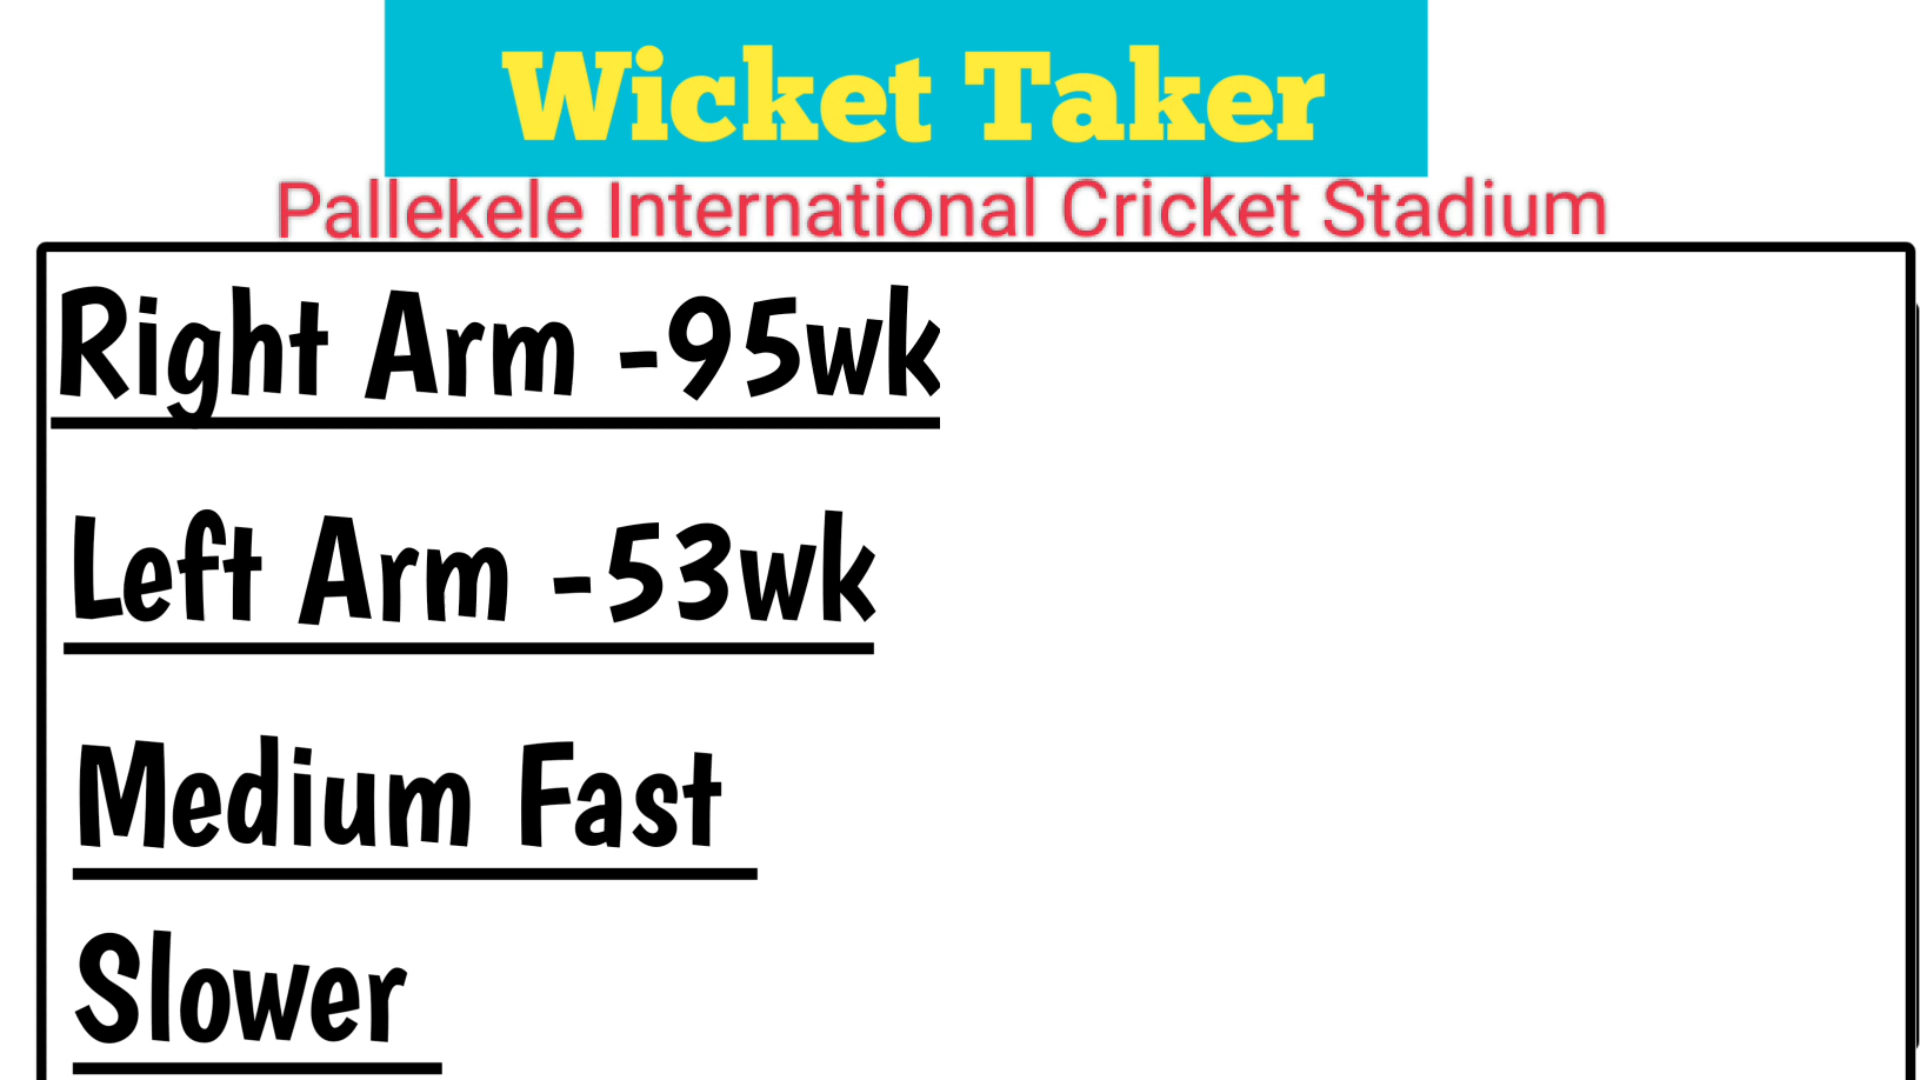 Wicket Taker
Pallekele International Cricket Stadium
Right Arm -95wk
Left Arm -53wk
Medium Fast
Slower